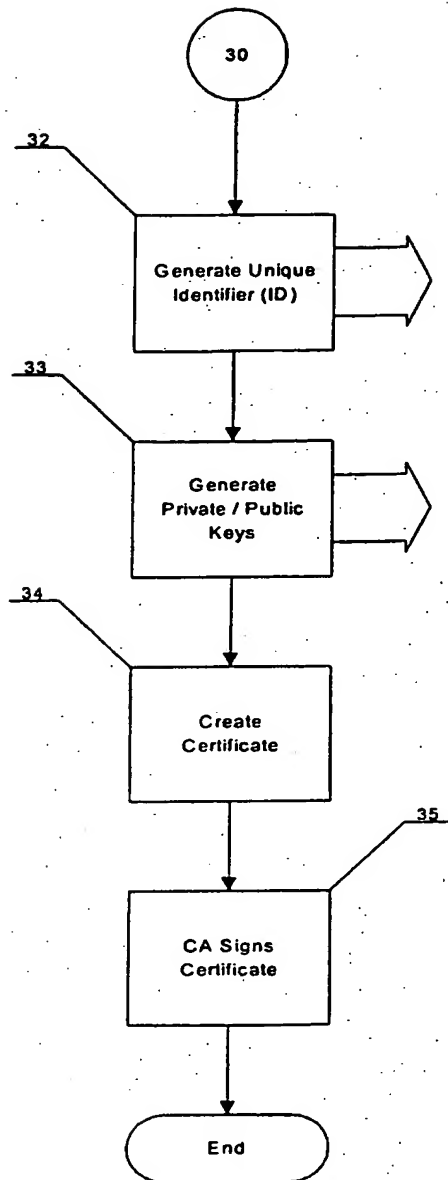 30
32
Generate Unique
Identifier (ID)
33
Generate
Private / Public
Keys
34
Create
Certificate
35
CA Signs
Certificate
End